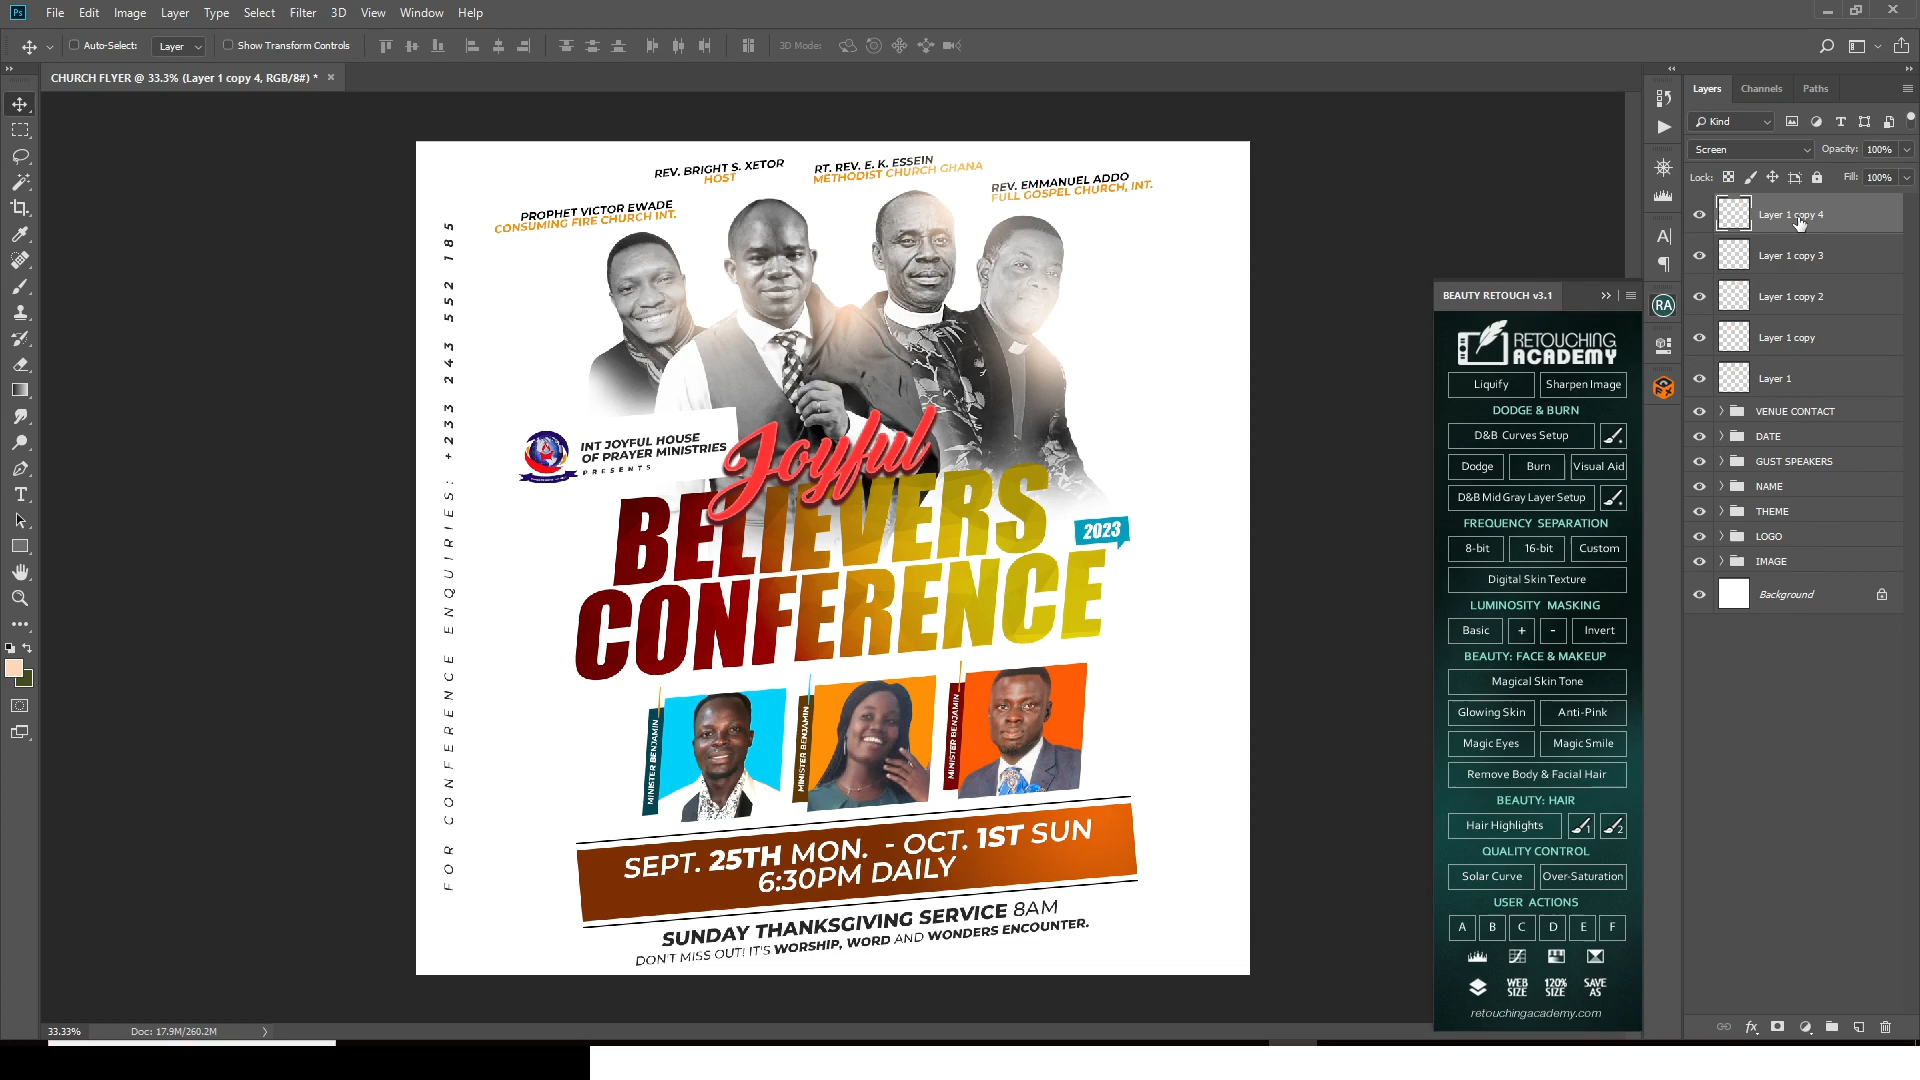 File Edit Image Layer Type Select Filter 3D View Window Help
Auto-Select: Layer Show Transform Controls 3D Mode:
CHURCH FLYER @ 33.3% (Layer 1 copy 4, RGB/8#) *
REV. BRIGHT S. XETOR
HOST
RT. REV. E. K. ESSEIN
METHODIST CHURCH GHANA
REV. EMMANUEL ADDO
FULL GOSPEL CHURCH, INT.
PROPHET VICTOR EWADE
CONSUMING FIRE CHURCH INT.
FOR CONFERENCE ENQUIRIES: +233 243 552 185
INT JOYFUL HOUSE
OF PRAYER MINISTRIES
PRESENTS
Joyful
BELIEVERS
2023
CONFERENCE
MINISTER BENJAMIN
MINISTER BENJAMIN
MINISTER BENJAMIN
SEPT. 25TH MON. - OCT. 1ST SUN
6:30PM DAILY
SUNDAY THANKSGIVING SERVICE 8AM
DON'T MISS OUT! IT'S WORSHIP, WORD AND WONDERS ENCOUNTER.
33.33% Doc: 17.9M/260.2M
BEAUTY RETOUCH v3.1
RETOUCHING
ACADEMY
Liquify Sharpen Image
DODGE & BURN
D&B Curves Setup
Dodge Burn Visual Aid
D&B Mid Gray Layer Setup
FREQUENCY SEPARATION
8-bit 16-bit Custom
Digital Skin Texture
LUMINOSITY MASKING
Basic + - Invert
BEAUTY: FACE & MAKEUP
Magical Skin Tone
Glowing Skin Anti-Pink
Magic Eyes Magic Smile
Remove Body & Facial Hair
BEAUTY: HAIR
Hair Highlights 1 2
QUALITY CONTROL
Solar Curve Over-Saturation
USER ACTIONS
A B C D E F
WEB SIZE 120% SIZE SAVE AS
retouchingacademy.com
RA
Layers Channels Paths
Kind
Screen Opacity: 100%
Lock: Fill: 100%
Layer 1 copy 4
Layer 1 copy 3
Layer 1 copy 2
Layer 1 copy
Layer 1
VENUE CONTACT
DATE
GUST SPEAKERS
NAME
THEME
LOGO
IMAGE
Background